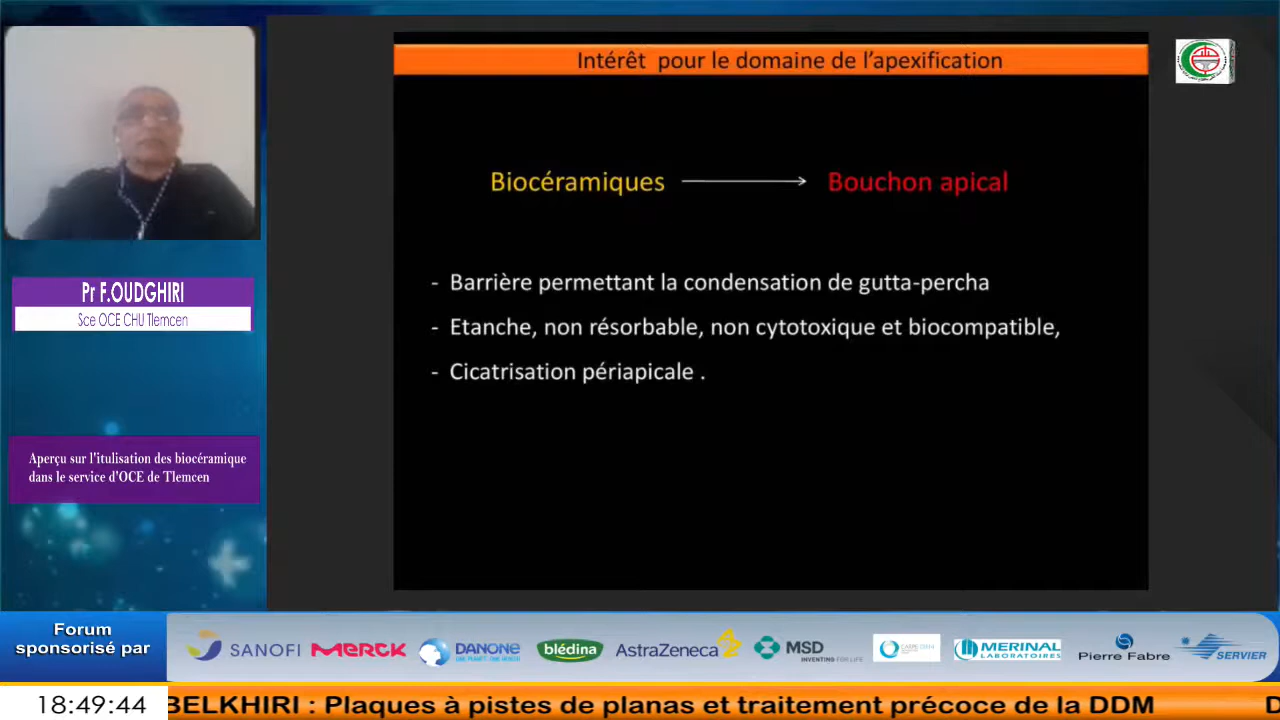 Intérêt pour le domaine de l'apexification
Biocéramiques
Bouchon apical
- Barrière permettant la condensation de gutta-percha
- Etanche, non résorbable, non cytotoxique et biocompatible,
- Cicatrisation périapicale .
Pr F.OUDGHIRI
Sce OCE CHU Tlemcen
Aperçu sur l'itulisation des biocéramique
dans le service d'OCE de Tlemcen
Forum
sponsorisé par
SANOFI
MERCK
DANONE
blédina
AstraZeneca
MSD
INVENTING FOR LIFE
MERINAL
LABORATOIRES
Pierre Fabre
SERVIER
18:49:44
BELKHIRI : Plaques à pistes de planas et traitement précoce de la DDM